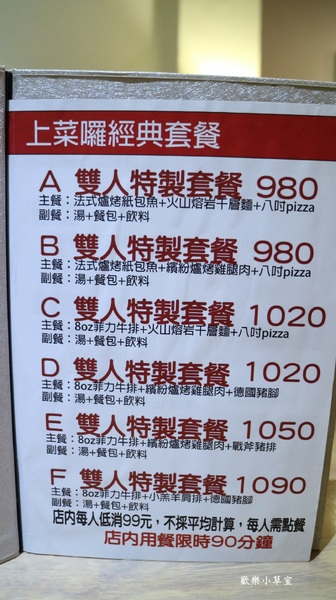 上菜囉經典套餐
A 雙人特製套餐 980
主餐：法式爐烤紙包魚+火山熔岩千層麵+八吋pizza
副餐：湯+餐包+飲料
B 雙人特製套餐 980
主餐：法式爐烤紙包魚+繽紛爐烤雞腿肉+八吋pizza
副餐：湯+餐包+飲料
C 雙人特製套餐 1020
主餐：8oz菲力牛排+火山熔岩千層麵+八吋pizza
副餐：湯+餐包+飲料
D 雙人特製套餐 1020
主餐：8oz菲力牛排+繽紛爐烤雞腿肉+德國豬腳
副餐：湯+餐包+飲料
E 雙人特製套餐 1050
主餐：8oz菲力牛排+繽紛爐烤雞腿肉+戰斧豬排
副餐：湯+餐包+飲料
F 雙人特製套餐 1090
主餐：8oz菲力牛排+小羔羊肩排+德國豬腳
副餐：湯+餐包+飲料
店內每人低消99元，不採平均計算，每人需點餐
店內用餐限時90分鐘
歡樂小草室